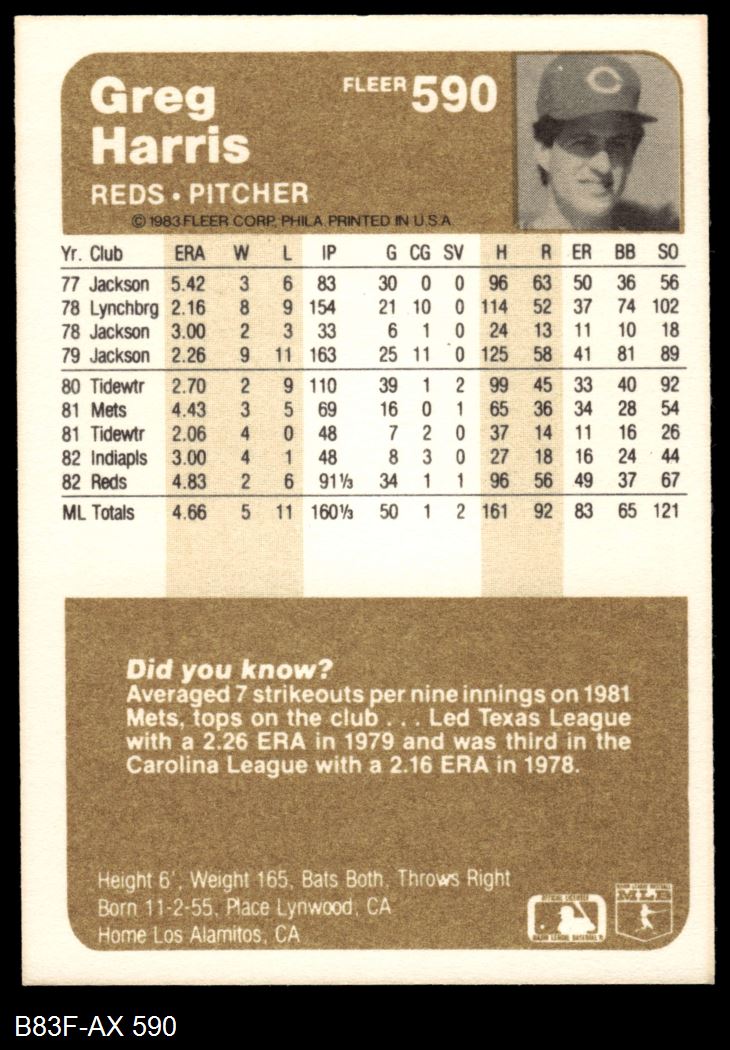 Greg
Harris
FLEER 590
REDS • PITCHER
© 1983 FLEER CORP. PHILA. PRINTED IN U.S.A
Yr. Club ERA W L IP G CG SV H R ER BB SO
77 Jackson 5.42 3 6 83 30 0 0 96 63 50 36 56
78 Lynchbrg 2.16 8 9 154 21 10 0 114 52 37 74 102
78 Jackson 3.00 2 3 33 6 1 0 24 13 11 10 18
79 Jackson 2.26 9 11 163 25 11 0 125 58 41 81 89
80 Tidewtr 2.70 2 9 110 39 1 2 99 45 33 40 92
81 Mets 4.43 3 5 69 16 0 1 65 36 34 28 54
81 Tidewtr 2.06 4 0 48 7 2 0 37 14 11 16 26
82 Indiapls 3.00 4 1 48 8 3 0 27 18 16 24 44
82 Reds 4.83 2 6 91⅓ 34 1 1 96 56 49 37 67
ML Totals 4.66 5 11 160⅓ 50 1 2 161 92 83 65 121
Did you know?
Averaged 7 strikeouts per nine innings on 1981
Mets, tops on the club . . . Led Texas League
with a 2.26 ERA in 1979 and was third in the
Carolina League with a 2.16 ERA in 1978.
Height 6', Weight 165, Bats Both, Throws Right
Born 11-2-55, Place Lynwood, CA
Home Los Alamitos, CA
MAJOR LEAGUE BASEBALL
B83F-AX 590